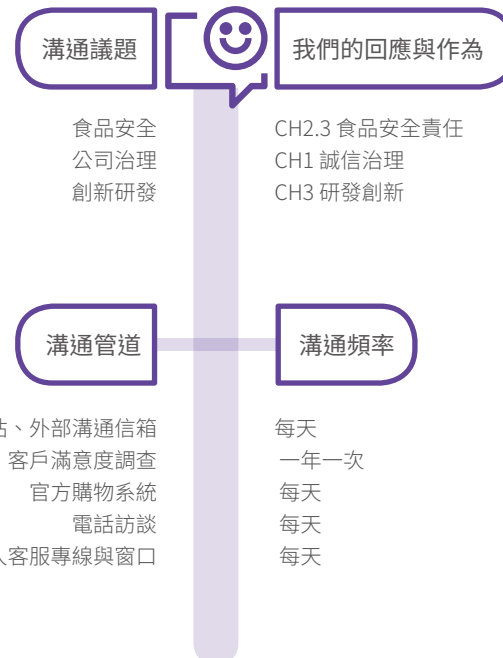 溝通議題
我們的回應與作為
食品安全 CH2.3 食品安全責任
公司治理 CH1 誠信治理
創新研發 CH3 研發創新
溝通管道
溝通頻率
、外部溝通信箱 每天
客戶滿意度調查 一年一次
官方購物系統 每天
電話訪談 每天
客服專線與窗口 每天